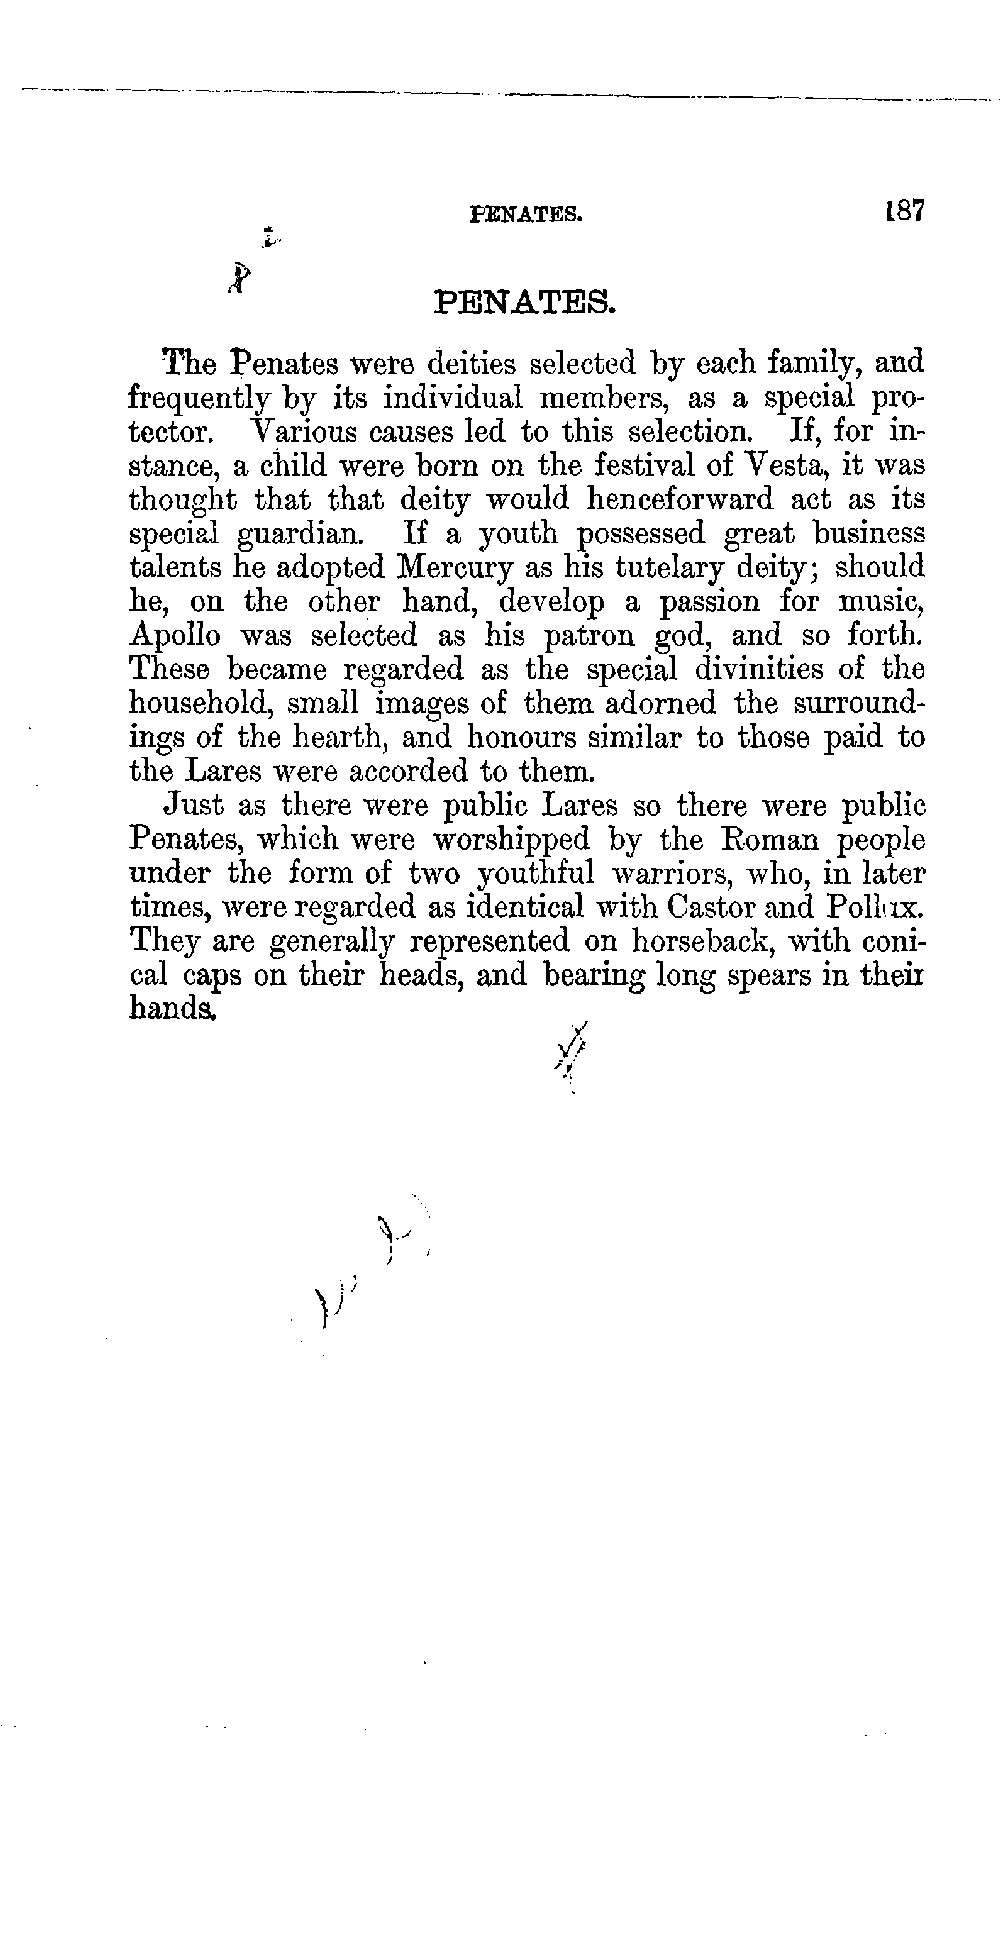 PENATES. 187
PENATES.
The Penates were deities selected by each family, and
frequently by its individual members, as a special pro-
tector. Various causes led to this selection. If, for in-
stance, a child were born on the festival of Vesta, it was
thought that that deity would henceforward act as its
special guardian. If a youth possessed great business
talents he adopted Mercury as his tutelary deity; should
he, on the other hand, develop a passion for music,
Apollo was selected as his patron god, and so forth.
These became regarded as the special divinities of the
household, small images of them adorned the surround-
ings of the hearth, and honours similar to those paid to
the Lares were accorded to them.
Just as there were public Lares so there were public
Penates, which were worshipped by the Roman people
under the form of two youthful warriors, who, in later
times, were regarded as identical with Castor and Pollux.
They are generally represented on horseback, with coni-
cal caps on their heads, and bearing long spears in their
hands.